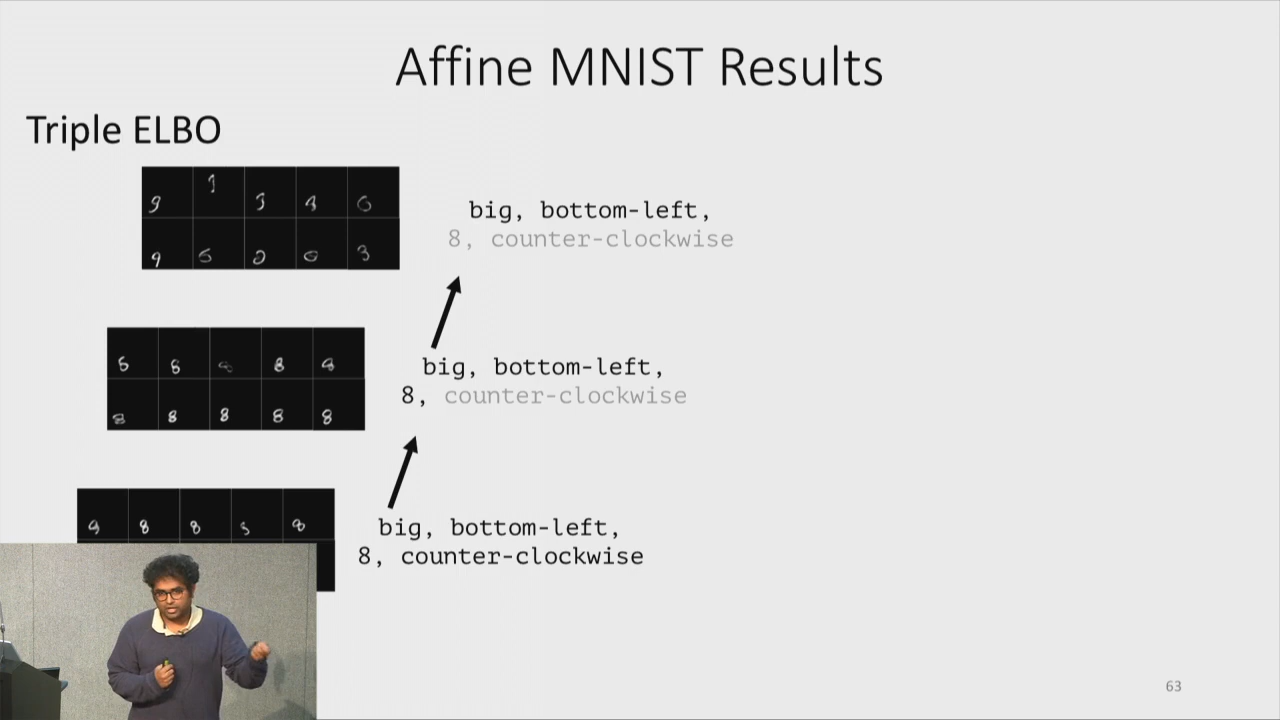 Affine MNIST Results
Triple ELBO
big, bottom-left,
8, counter-clockwise
big, bottom-left,
8, counter-clockwise
big, bottom-left,
8, counter-clockwise
63